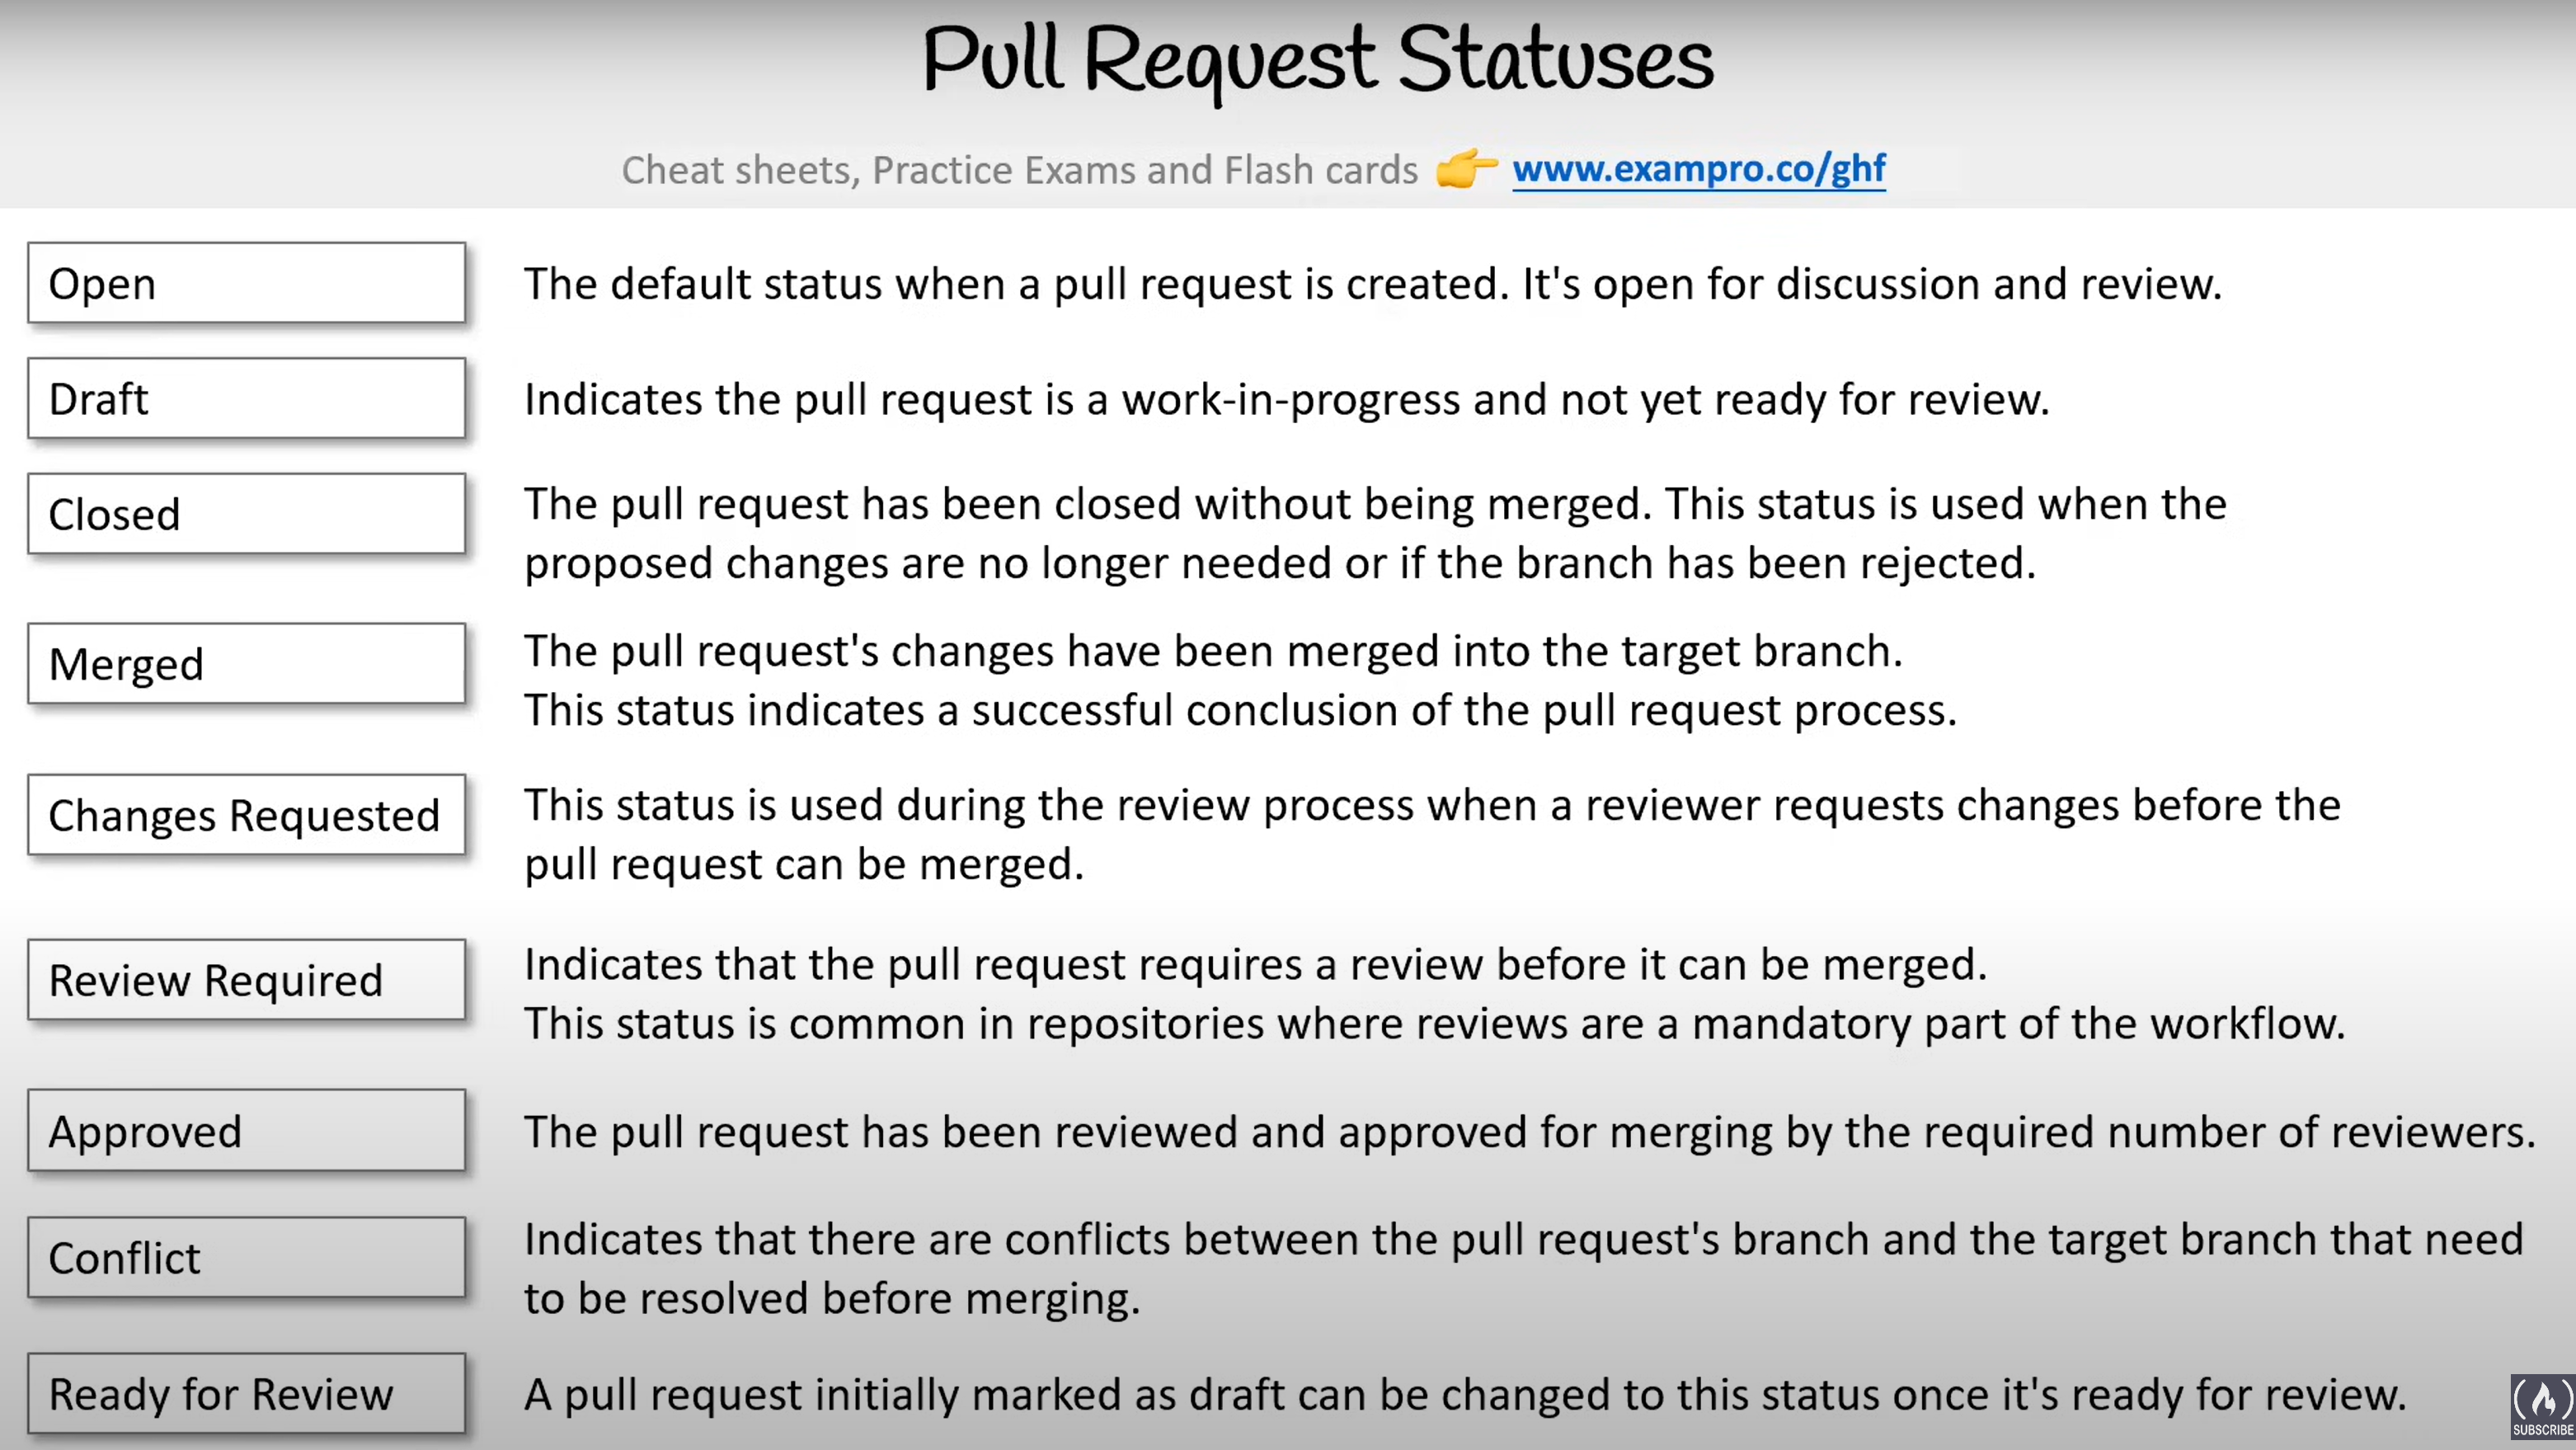 Pull Request Statuses
Cheat sheets, Practice Exams and Flash cards 👉 www.exampro.co/ghf
Open
The default status when a pull request is created. It's open for discussion and review.
Draft
Indicates the pull request is a work-in-progress and not yet ready for review.
Closed
The pull request has been closed without being merged. This status is used when the
proposed changes are no longer needed or if the branch has been rejected.
Merged
The pull request's changes have been merged into the target branch.
This status indicates a successful conclusion of the pull request process.
Changes Requested
This status is used during the review process when a reviewer requests changes before the
pull request can be merged.
Review Required
Indicates that the pull request requires a review before it can be merged.
This status is common in repositories where reviews are a mandatory part of the workflow.
Approved
The pull request has been reviewed and approved for merging by the required number of reviewers.
Conflict
Indicates that there are conflicts between the pull request's branch and the target branch that need
to be resolved before merging.
Ready for Review
A pull request initially marked as draft can be changed to this status once it's ready for review.
SUBSCRIBE